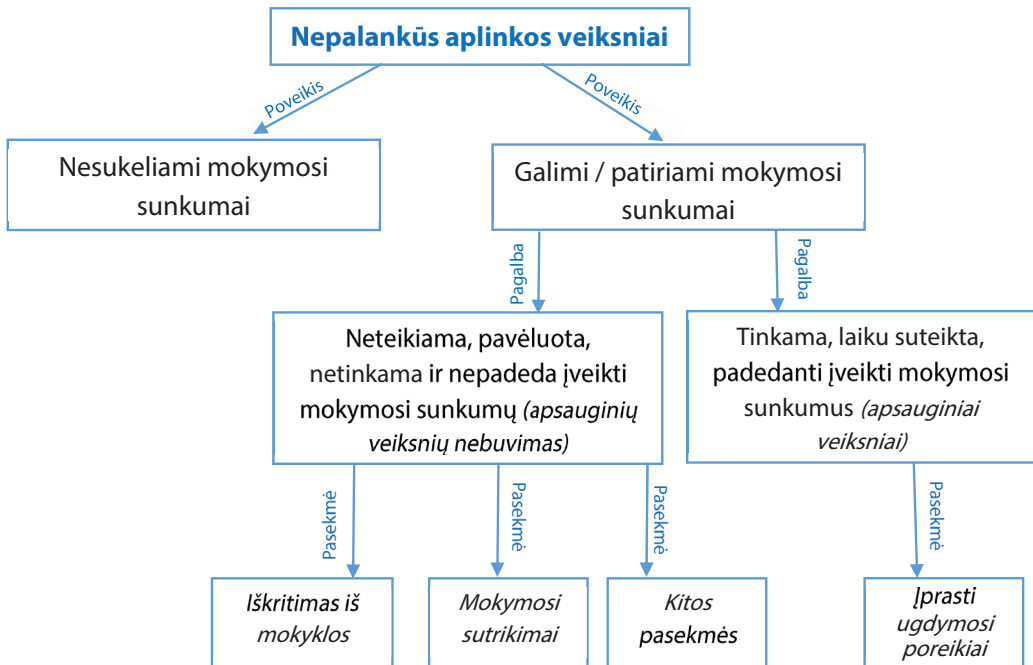 Nepalankūs aplinkos veiksniai
Poveikis
Poveikis
Nesukeliami mokymosi
sunkumai
Galimi / patiriami mokymosi
sunkumai
Pagalba
Pagalba
Neteikiama, pavėluota,
netinkama ir nepadeda įveikti
mokymosi sunkumų (apsauginių
veiksnių nebuvimas)
Tinkama, laiku suteikta,
padedanti įveikti mokymosi
sunkumus (apsauginiai
veiksniai)
Pasekmė
Pasekmė
Pasekmė
Pasekmė
Iškritimas iš
mokyklos
Mokymosi
sutrikimai
Kitos
pasekmės
Įprasti
ugdymosi
poreikiai